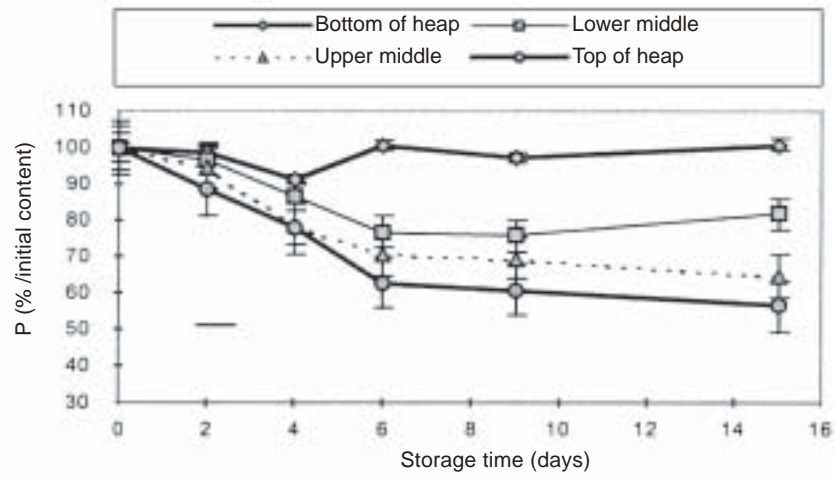 Bottom of heap Lower middle
Upper middle Top of heap
110
100
90
80
70
60
50
40
30
P (% /initial content)
0 2 4 6 8 10 12 14 16
Storage time (days)